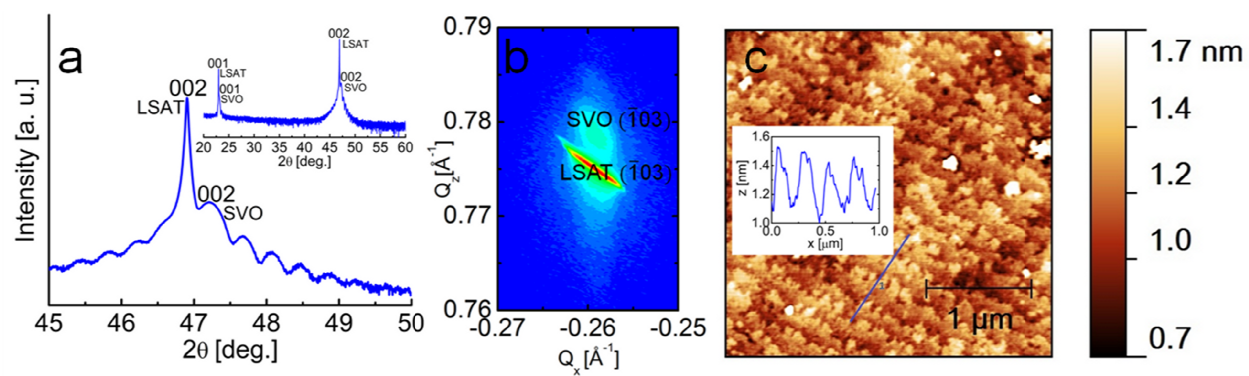 a
Intensity [a. u.]
002
LSAT
002
SVO
45 46 47 48 49 50
2θ [deg.]
001
LSAT
001
SVO
002
LSAT
002
SVO
20 25 30 35 40 45 50 55 60
2θ [deg.]
b
0.79
0.78
0.77
0.76
Q_z[Å⁻¹]
SVO (1̄03)
LSAT (1̄03)
-0.27 -0.26 -0.25
Q_x [Å⁻¹]
c
1.6
1.4
1.2
1.0
z [nm]
0.0 0.5 1.0
x [μm]
1
1 μm
1.7 nm
1.4
1.2
1.0
0.7